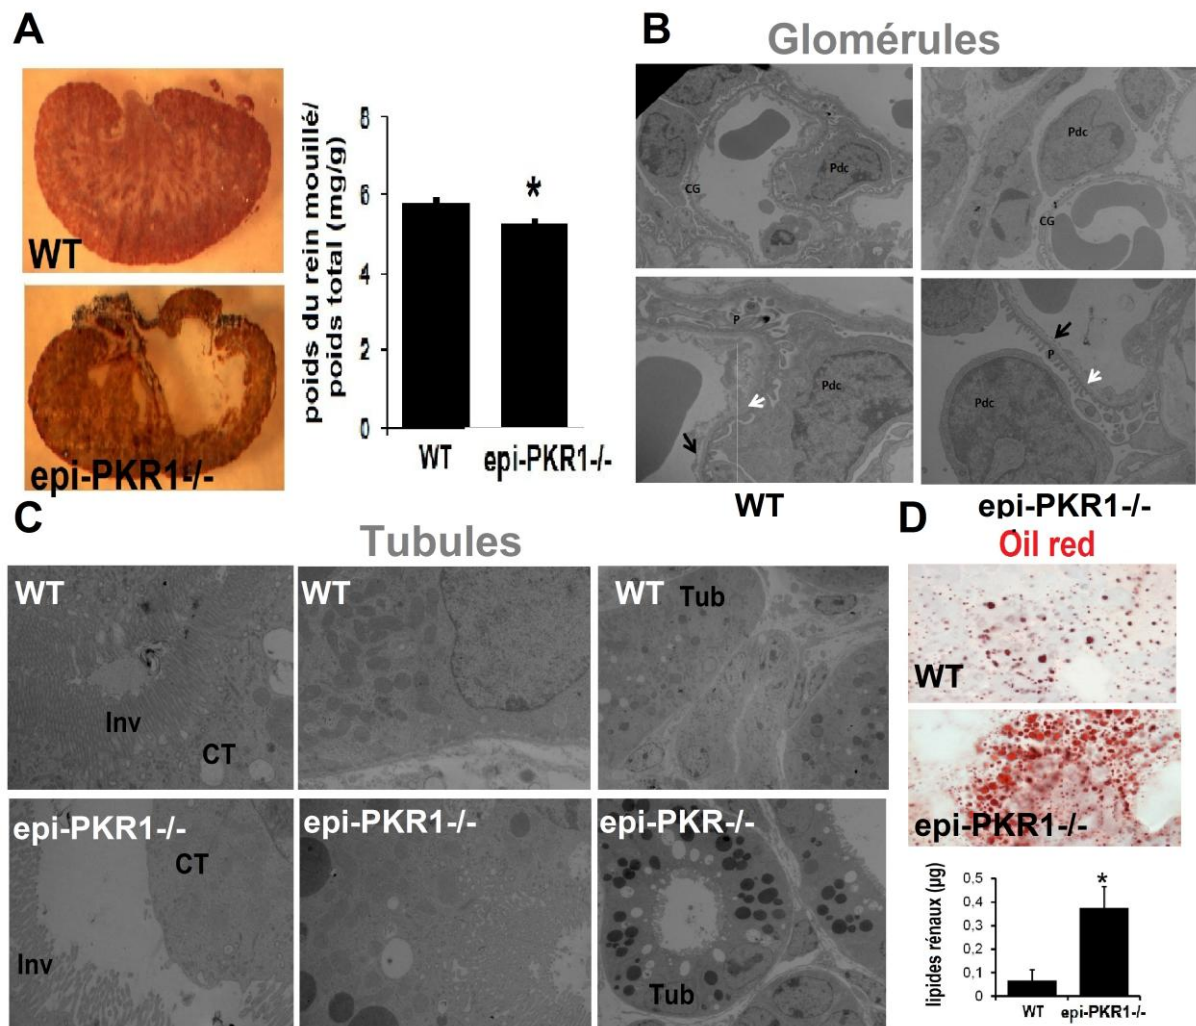 A
WT
epi-PKR1-/-
poids du rein mouillé/
poids total (mg/g)
8
6
4
2
0
*
WT
epi-PKR1-/-
B
Glomérules
CG
Pdc
Pdc
1
CG
P
Pdc
P
Pdc
WT
epi-PKR1-/-
C
Tubules
WT
Inv
CT
WT
WT
Tub
epi-PKR1-/-
CT
Inv
epi-PKR1-/-
epi-PKR-/-
Tub
D
Oil red
WT
epi-PKR1-/-
lipides rénaux (µg)
0,5
0,4
0,3
0,2
0,1
0
*
WT
epi-PKR1-/-